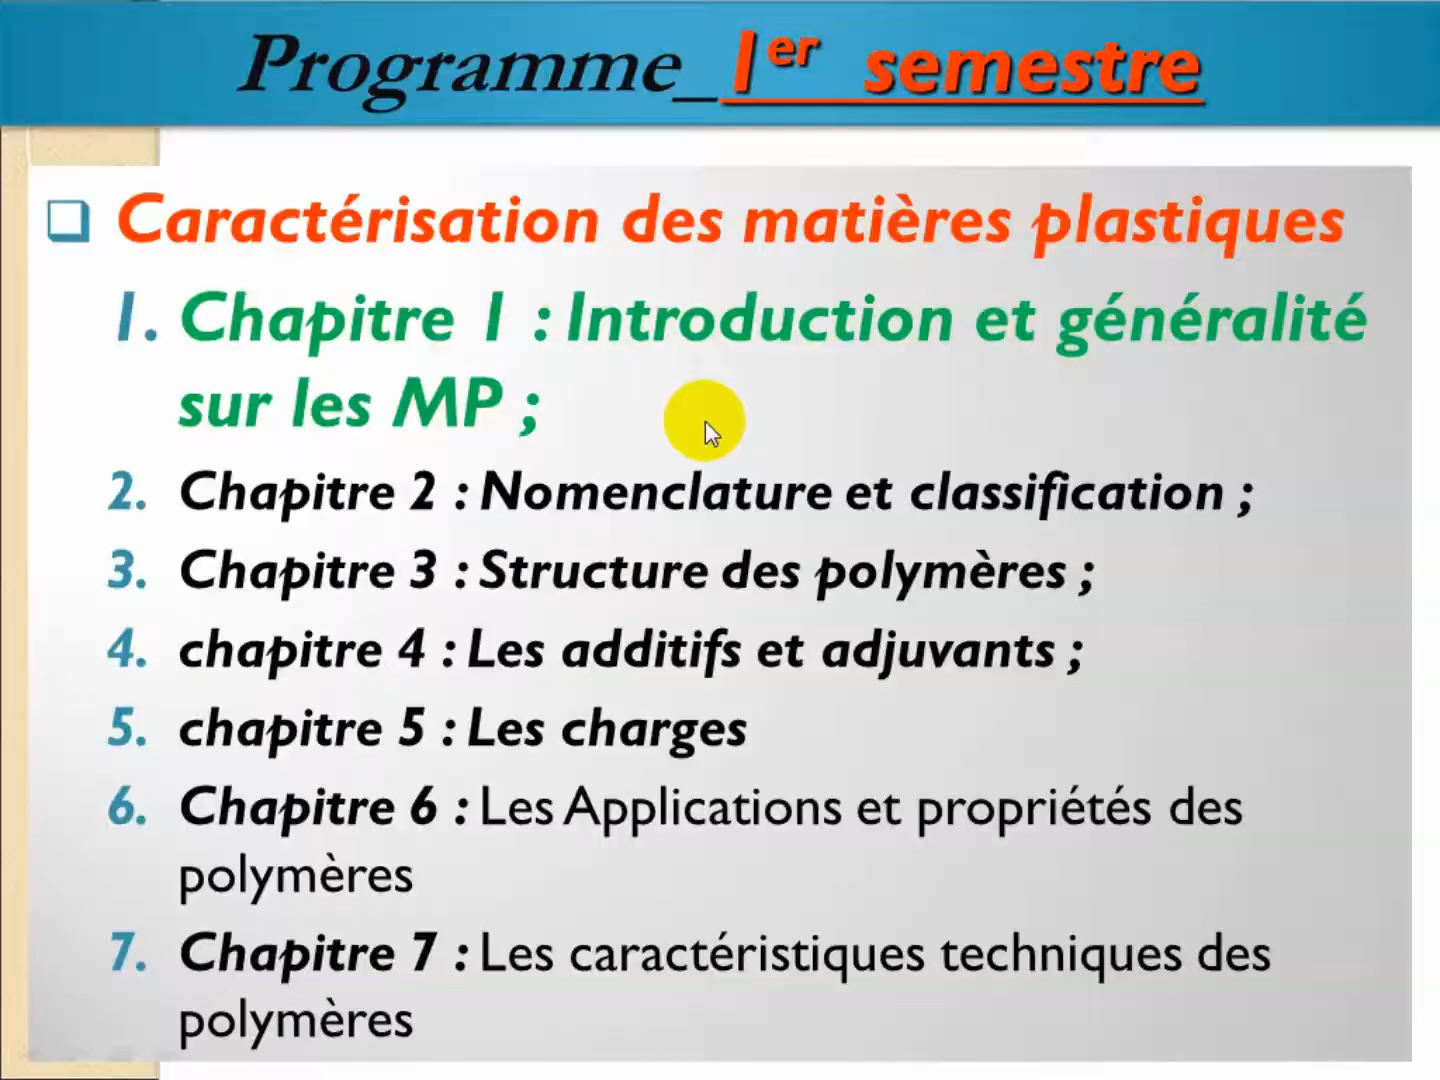 Programme_1er semestre
Caractérisation des matières plastiques
1. Chapitre 1 : Introduction et généralité
sur les MP ;
2. Chapitre 2 : Nomenclature et classification ;
3. Chapitre 3 : Structure des polymères ;
4. chapitre 4 : Les additifs et adjuvants ;
5. chapitre 5 : Les charges
6. Chapitre 6 : Les Applications et propriétés des
polymères
7. Chapitre 7 : Les caractéristiques techniques des
polymères